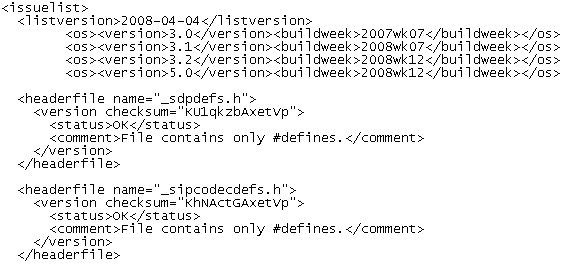 <issuelist>
<listversion>2008-04-04</listversion>
<os><version>3.0</version><buildweek>2007wk07</buildweek></os>
<os><version>3.1</version><buildweek>2008wk07</buildweek></os>
<os><version>3.2</version><buildweek>2008wk12</buildweek></os>
<os><version>5.0</version><buildweek>2008wk12</buildweek></os>
<headerfile name="_sdpdefs.h">
<version checksum="KU1qkzbAxetVp">
<status>OK</status>
<comment>File contains only #defines.</comment>
</version>
</headerfile>
<headerfile name="_sipcodecdefs.h">
<version checksum="KhNActGAxetVp">
<status>OK</status>
<comment>File contains only #defines.</comment>
</version>
</headerfile>